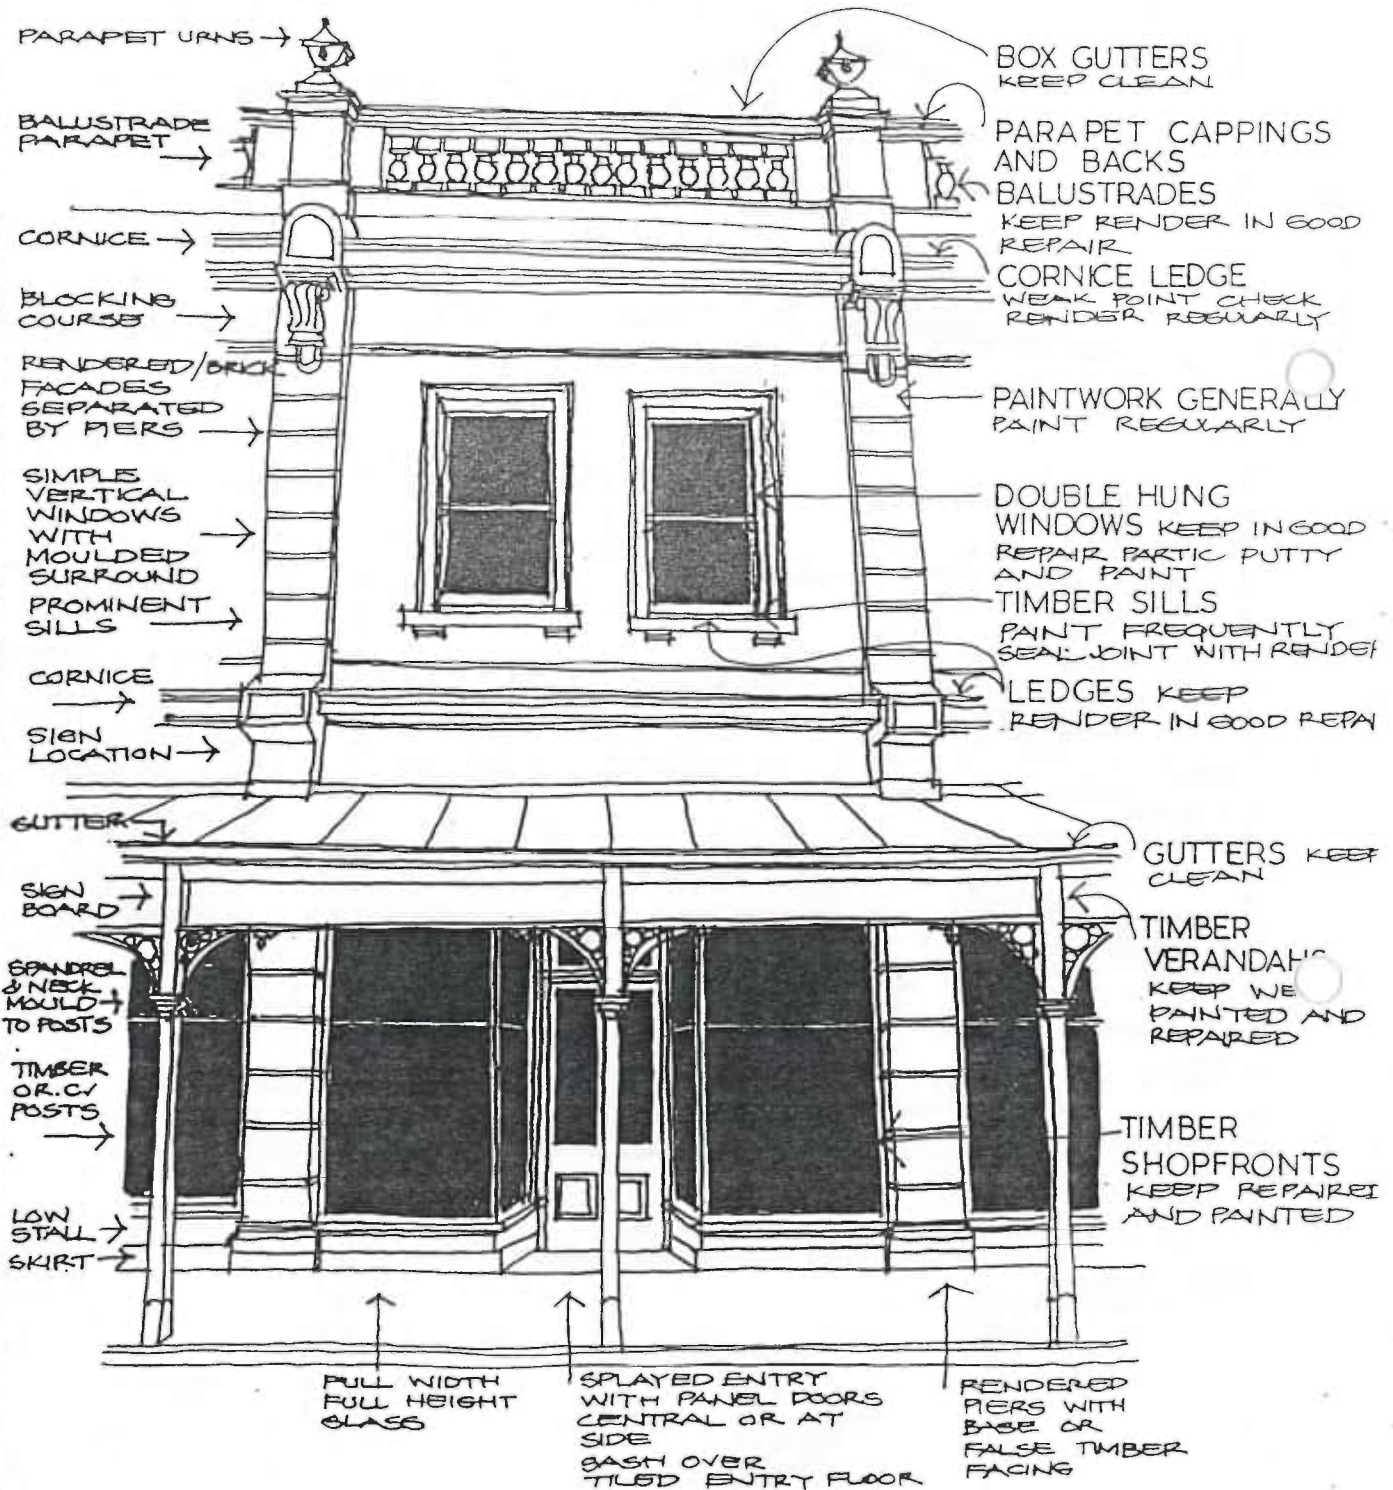 PARAPET URNS
BALUSTRADE
PARAPET
CORNICE
BLOCKING
COURSE
RENDERED/BRICK
FACADES
SEPARATED
BY PIERS
SIMPLE
VERTICAL
WINDOWS
WITH
MOULDED
SURROUND
PROMINENT
SILLS
CORNICE
SIGN
LOCATION
GUTTER
SIGN
BOARD
SPANDREL
& NECK
MOULD
TO POSTS
TIMBER
OR C/
POSTS
LOW
STALL
SKIRT
FULL WIDTH
FULL HEIGHT
GLASS
SPLAYED ENTRY
WITH PANEL DOORS
CENTRAL OR AT
SIDE
SASH OVER
TILED ENTRY FLOOR
RENDERED
PIERS WITH
BASE OR
FALSE TIMBER
FACING
BOX GUTTERS
KEEP CLEAN
PARAPET CAPPINGS
AND BACKS
BALUSTRADES
KEEP RENDER IN GOOD
REPAIR
CORNICE LEDGE
WEAK POINT CHECK
RENDER REGULARLY
PAINTWORK GENERALLY
PAINT REGULARLY
DOUBLE HUNG
WINDOWS KEEP IN GOOD
REPAIR PARTIC PUTTY
AND PAINT
TIMBER SILLS
PAINT FREQUENTLY
SEAL JOINT WITH RENDE
LEDGES KEEP
RENDER IN GOOD REPAI
GUTTERS KEEP
CLEAN
TIMBER
VERANDAHS
KEEP WE
PAINTED AND
REPAIRED
TIMBER
SHOPFRONTS
KEEP REPAIRED
AND PAINTED